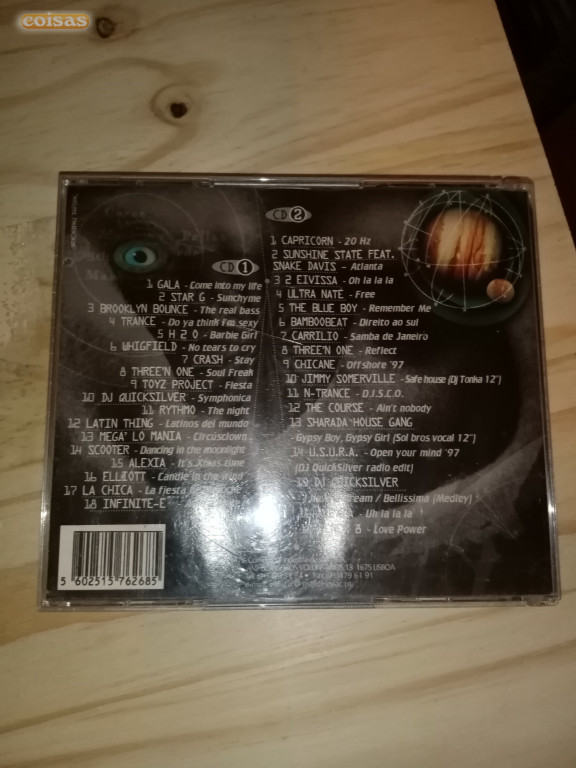 coisas
CD 1
1 GALA - Come into my life
2 STAR G - Sunchyme
3 BROOKLYN BOUNCE - The real bass
4 TRANCE - Do ya think I'm sexy
5 H 2 O - Barbie Girl
6 WHIGFIELD - No tears to cry
7 CRASH - Stay
8 THREE'N ONE - Soul Freak
9 TOYZ PROJECT - Fiesta
10 DJ QUICKSILVER - Symphonica
11 RYTHMO - The night
12 LATIN THING - Latinos del mundo
13 MEGA' LO MANIA - Circusclown
14 SCOOTER - Dancing in the moonlight
15 ALEXIA - It's Xmas time
16 ELLIOTT - Candle in the wind
17 LA CHICA - La fiesta
18 INFINITE-E
5 602515 762685
CD 2
1 CAPRICORN - 20 Hz
2 SUNSHINE STATE FEAT.
SNAKE DAVIS - Atlanta
3 2 EIVISSA - Oh la la la
4 ULTRA NATE - Free
5 THE BLUE BOY - Remember Me
6 BAMBOOBEAT - Direito ao sul
7 CARRILIO - Samba de Janeiro
8 THREE'N ONE - Reflect
9 CHICANE - Offshore '97
10 JIMMY SOMERVILLE - Safe house (Dj Tonka 12")
11 N-TRANCE - D.I.S.C.O.
12 THE COURSE - Ain't nobody
13 SHARADA HOUSE GANG
- Gypsy Boy, Gypsy Girl (Sol bros vocal 12")
14 U.S.U.R.A. - Open your mind '97
(DJ QuickSilver radio edit)
DJ QUICKSILVER
/ Bellissima (Medley)
- Uh la la la
- Love Power
1675 LISBOA